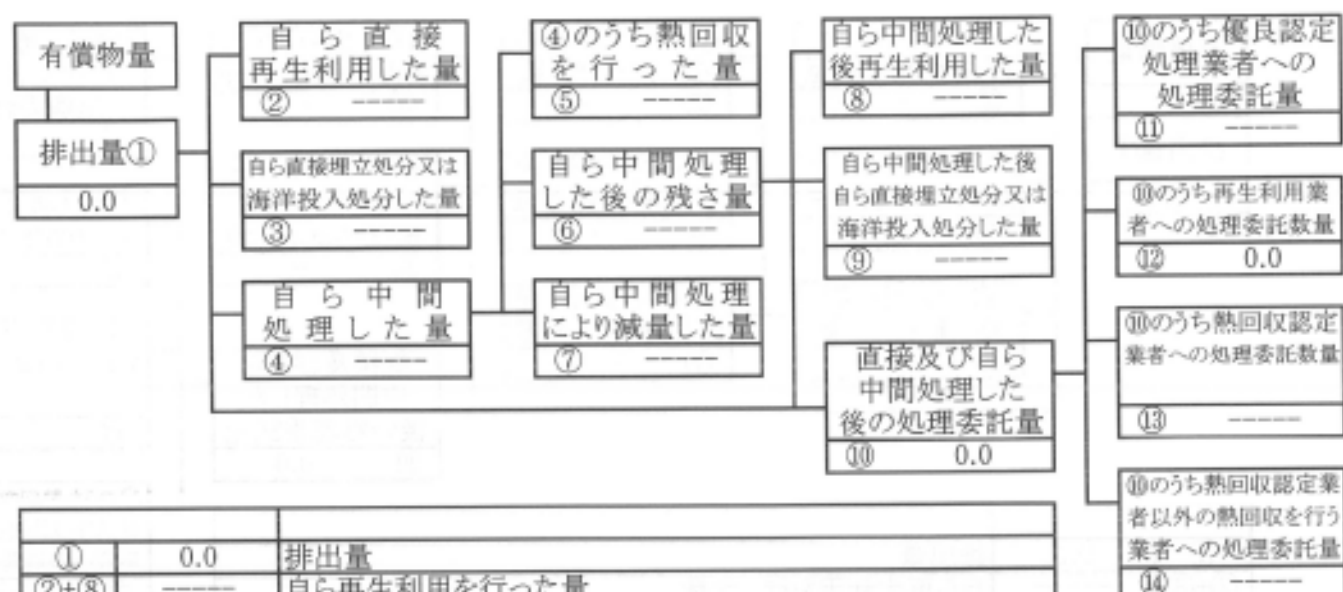 有償物量
排出量①
0.0
自ら直接
再生利用した量
② -----
自ら直接埋立処分又は
海洋投入処分した量
③ -----
自ら中間
処理した量
④ -----
④のうち熱回収
を行った量
⑤ -----
自ら中間処理
した後の残さ量
⑥ -----
自ら中間処理
により減量した量
⑦ -----
自ら中間処理した
後再生利用した量
⑧ -----
自ら中間処理した後
自ら直接埋立処分又は
海洋投入処分した量
⑨ -----
直接及び自ら
中間処理した
後の処理委託量
⑩ 0.0
⑩のうち優良認定
処理業者への
処理委託量
⑪ -----
⑩のうち再生利用業
者への処理委託数量
⑫ 0.0
⑩のうち熱回収認定
業者への処理委託数量
⑬ -----
⑩のうち熱回収認定業
者以外の熱回収を行う
業者への処理委託量
⑭ -----
① 0.0 排出量
②+⑧ ----- 自ら再生利用を行った量